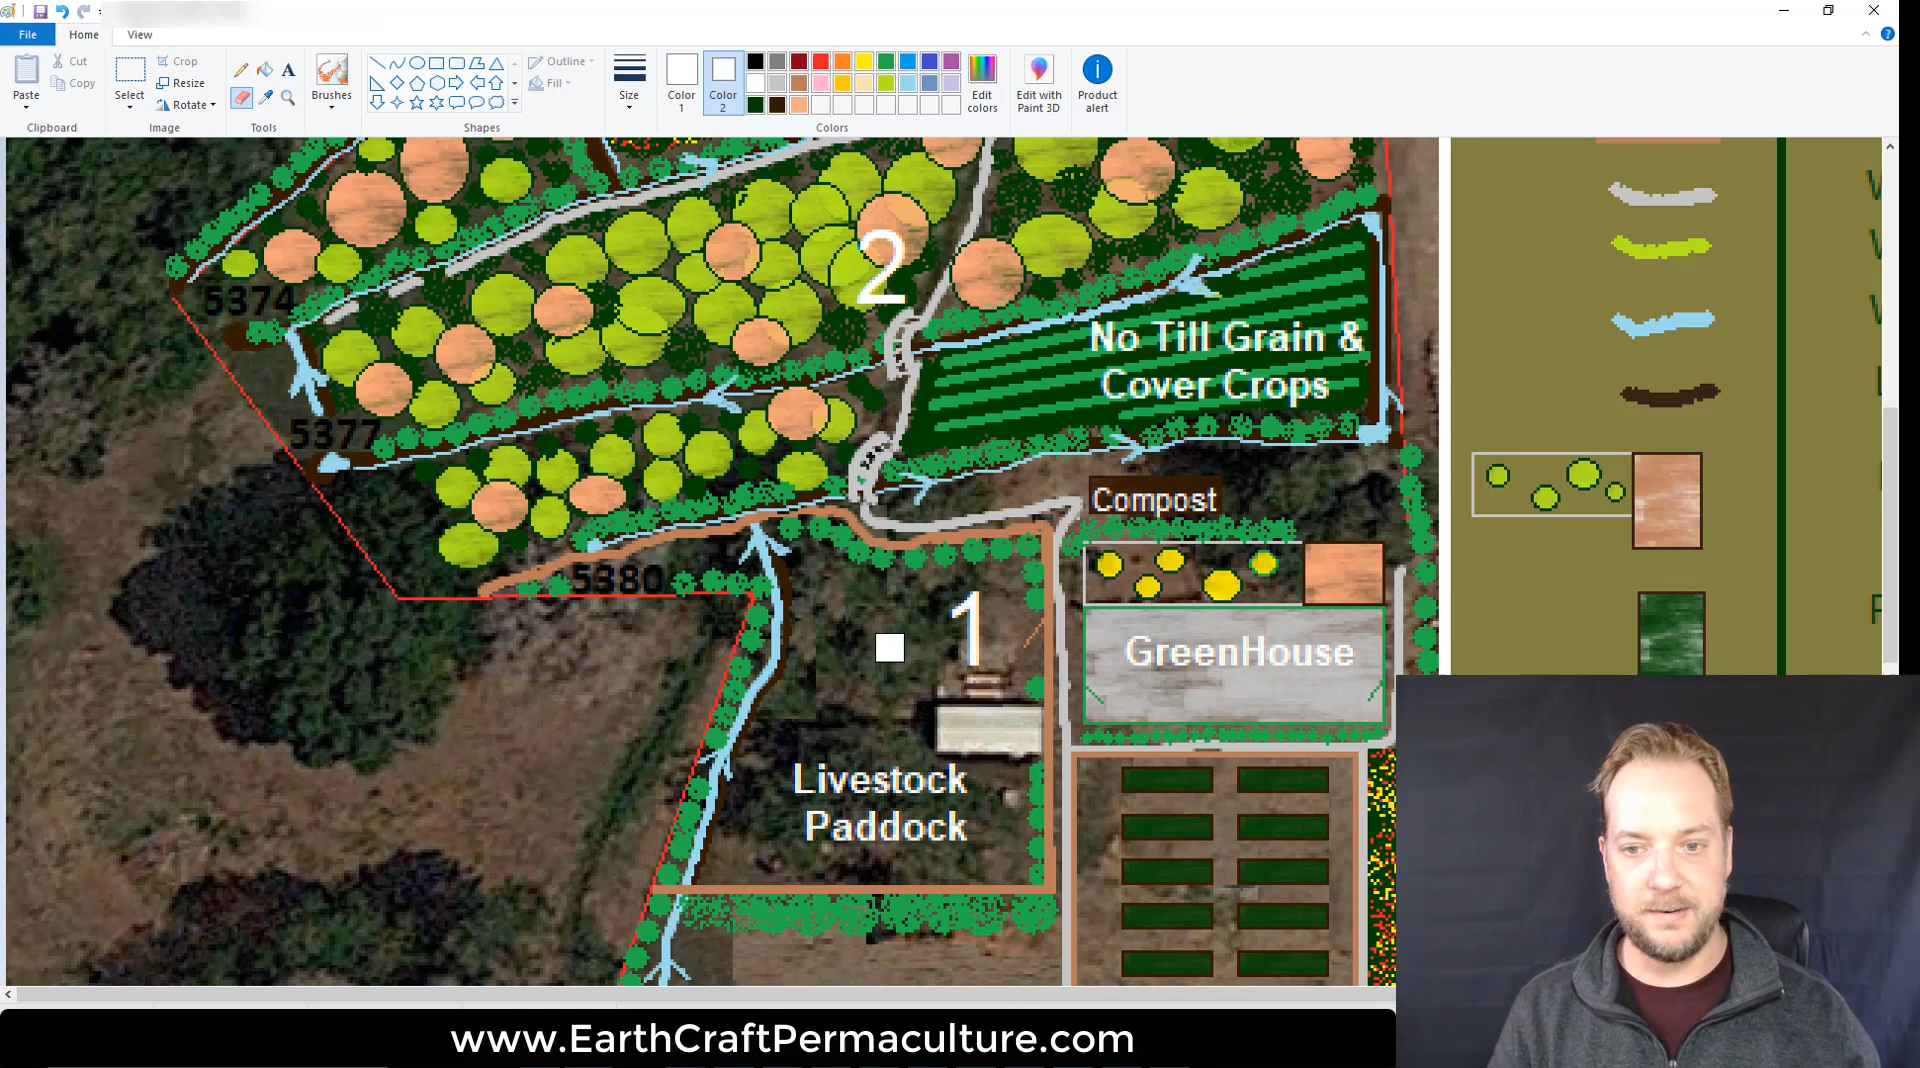 File Home View
Paste
Cut
Copy
Clipboard
Select
Crop
Resize
Rotate
Image
Tools
Brushes
Shapes
Outline
Fill
Size
Color 1
Color 2
Colors
Edit colors
Edit with Paint 3D
Product alert
2
5374
5377
5380
No Till Grain &
Cover Crops
Compost
1
GreenHouse
Livestock
Paddock
www.EarthCraftPermaculture.com